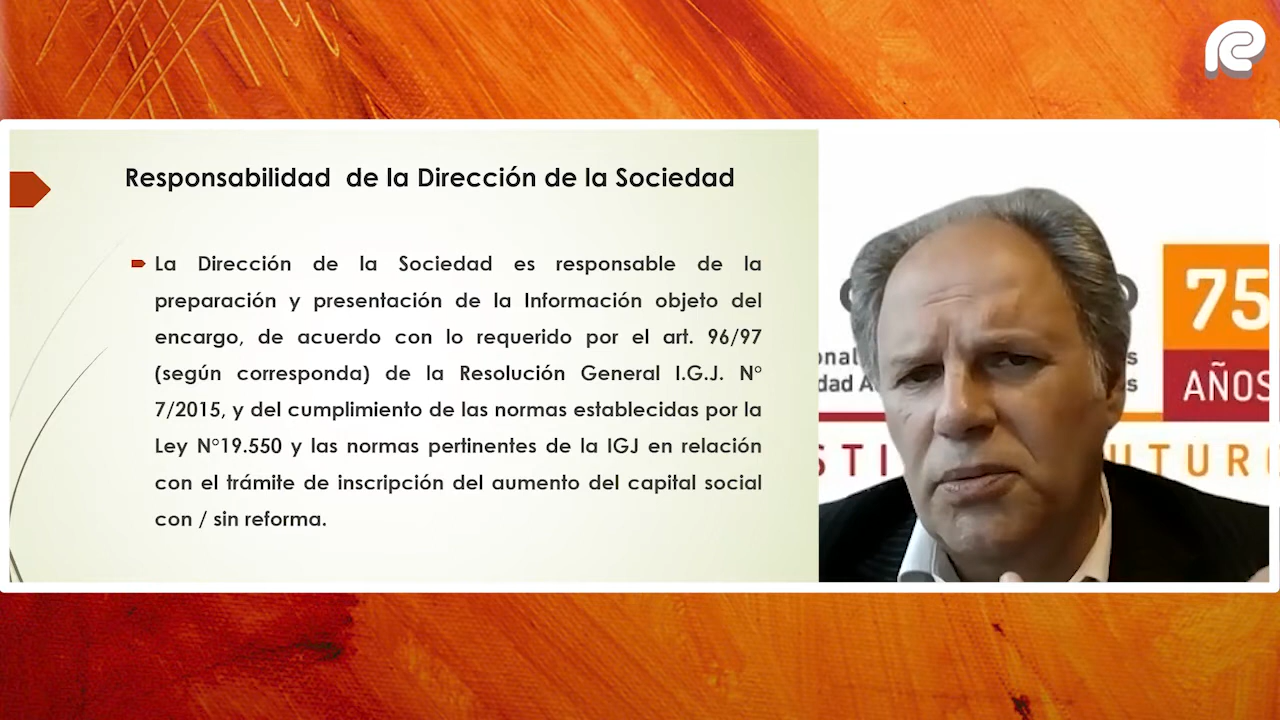 Responsabilidad de la Dirección de la Sociedad
La Dirección de la Sociedad es responsable de la
preparación y presentación de la Información objeto del
encargo, de acuerdo con lo requerido por el art. 96/97
(según corresponda) de la Resolución General I.G.J. Nº
7/2015, y del cumplimiento de las normas establecidas por la
Ley Nº19.550 y las normas pertinentes de la IGJ en relación
con el trámite de inscripción del aumento del capital social
con / sin reforma.
75
AÑOS